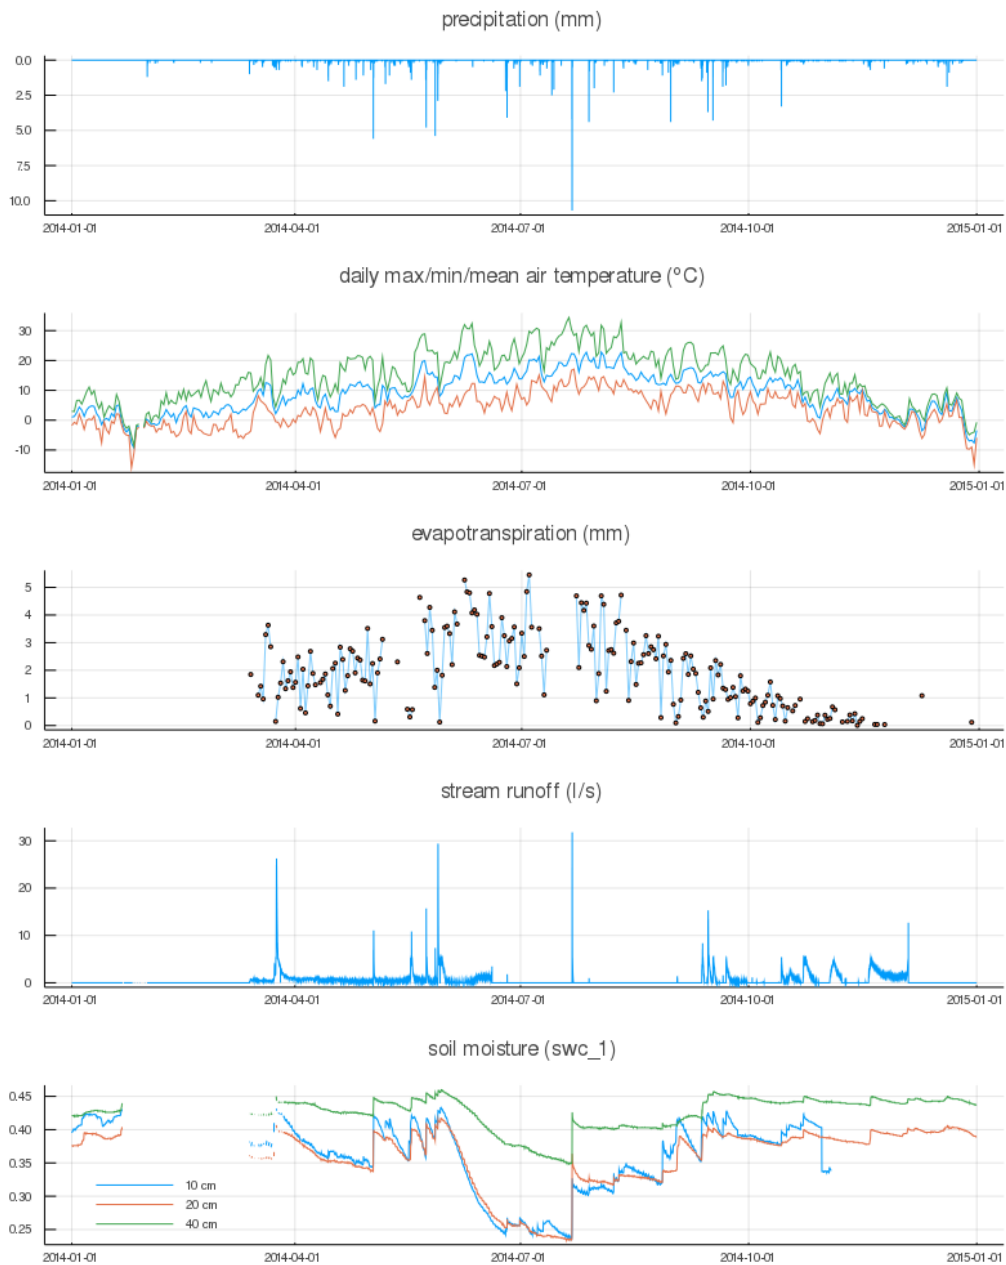 precipitation (mm)
0.0
2.5
5.0
7.5
10.0
2014-01-01 2014-04-01 2014-07-01 2014-10-01 2015-01-01
daily max/min/mean air temperature (ºC)
30
20
10
0
-10
2014-01-01 2014-04-01 2014-07-01 2014-10-01 2015-01-01
evapotranspiration (mm)
5
4
3
2
1
0
2014-01-01 2014-04-01 2014-07-01 2014-10-01 2015-01-01
stream runoff (l/s)
30
20
10
0
2014-01-01 2014-04-01 2014-07-01 2014-10-01 2015-01-01
soil moisture (swc_1)
0.45
0.40
0.35
0.30
0.25
10 cm
20 cm
40 cm
2014-01-01 2014-04-01 2014-07-01 2014-10-01 2015-01-01